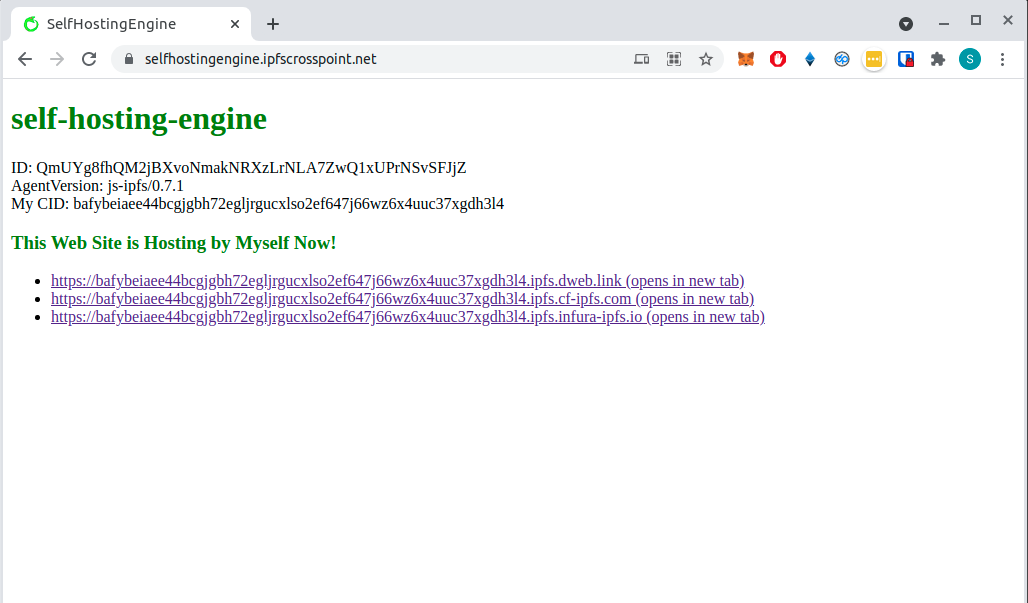 SelfHostingEngine
selfhostingengine.ipfscrosspoint.net
S
self-hosting-engine
ID: QmUYg8fhQM2jBXvoNmakNRXzLrNLA7ZwQ1xUPrNSvSFJjZ
AgentVersion: js-ipfs/0.7.1
My CID: bafybeiaee44bcgjgbh72egljrgucxlso2ef647j66wz6x4uuc37xgdh3l4
This Web Site is Hosting by Myself Now!
https://bafybeiaee44bcgjgbh72egljrgucxlso2ef647j66wz6x4uuc37xgdh3l4.ipfs.dweb.link (opens in new tab)
https://bafybeiaee44bcgjgbh72egljrgucxlso2ef647j66wz6x4uuc37xgdh3l4.ipfs.cf-ipfs.com (opens in new tab)
https://bafybeiaee44bcgjgbh72egljrgucxlso2ef647j66wz6x4uuc37xgdh3l4.ipfs.infura-ipfs.io (opens in new tab)